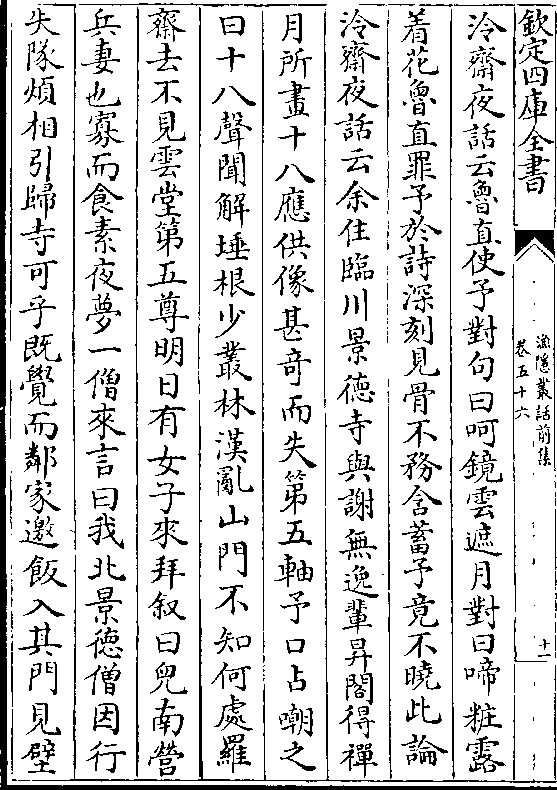 欽定四庫全書
漁隱叢話前集
卷五十六
十一
泠齋夜話云魯直使予對句曰呵鏡雲遮月對曰啼粧露
着花魯直罪予於詩深刻見骨不務含蓄予竟不曉此論
泠齋夜話云余住臨川景德寺與謝無逸輩昇閣得禪
月所畫十八應供像甚奇而失第五軸予口占嘲之
曰十八聲聞解埵根少叢林漢亂山門不知何處羅
齋去不見雲堂第五尊明日有女子來拜叙曰兒南營
兵妻也寡而食素夜夢一僧來言曰我北景德僧因行
失隊煩相引歸寺可乎既覺而鄰家邀飯入其門見壁